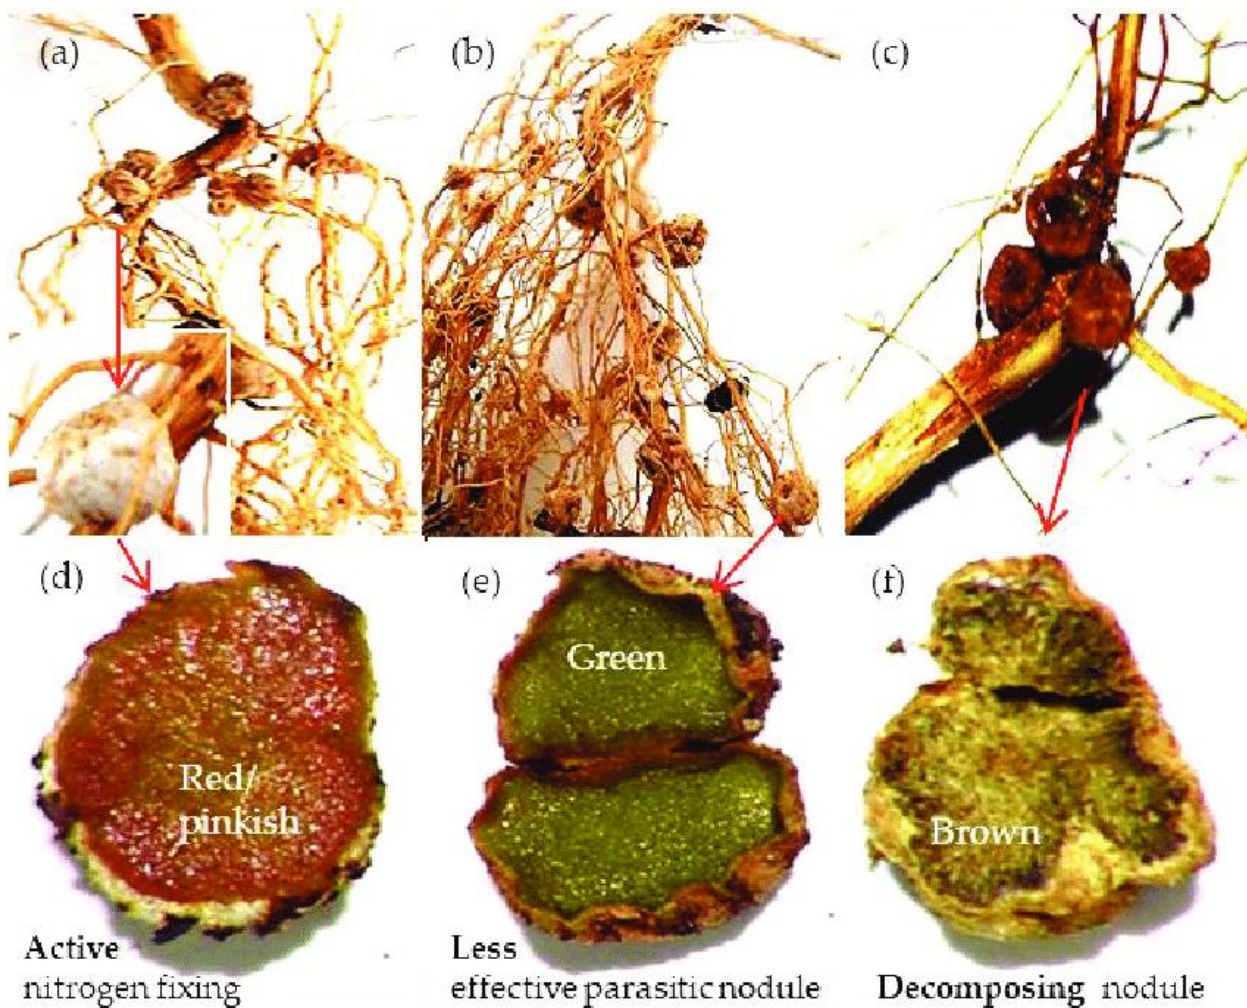 (a)
(b)
(c)
(d)
(e)
(f)
Green
Red/
pinkish
Brown
Active
nitrogen fixing
Less
effective parasitic nodule
Decomposing nodule